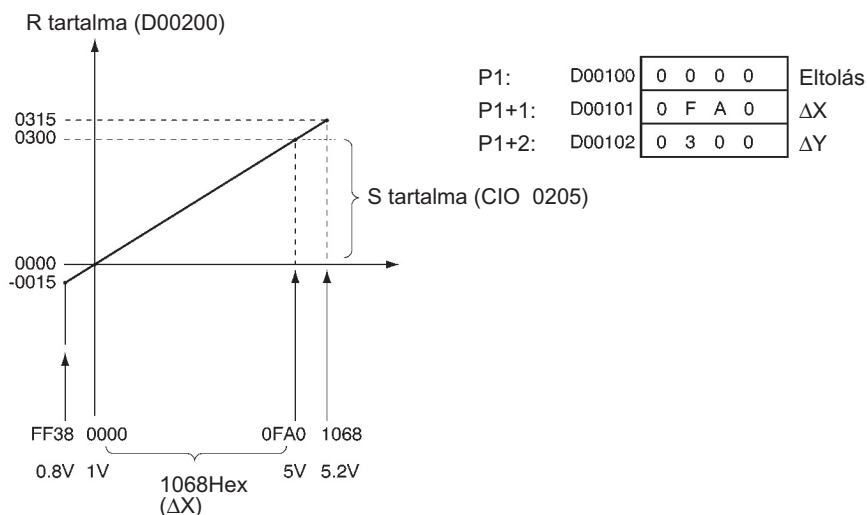 R tartalma (D00200)
P1: D00100 0 0 0 0 Eltolás
P1+1: D00101 0 F A 0 ΔX
P1+2: D00102 0 3 0 0 ΔY
0315
0300
S tartalma (CIO 0205)
0000
-0015
FF38 0000 0FA0 1068
0.8V 1V 5V 5.2V
1068Hex
(ΔX)